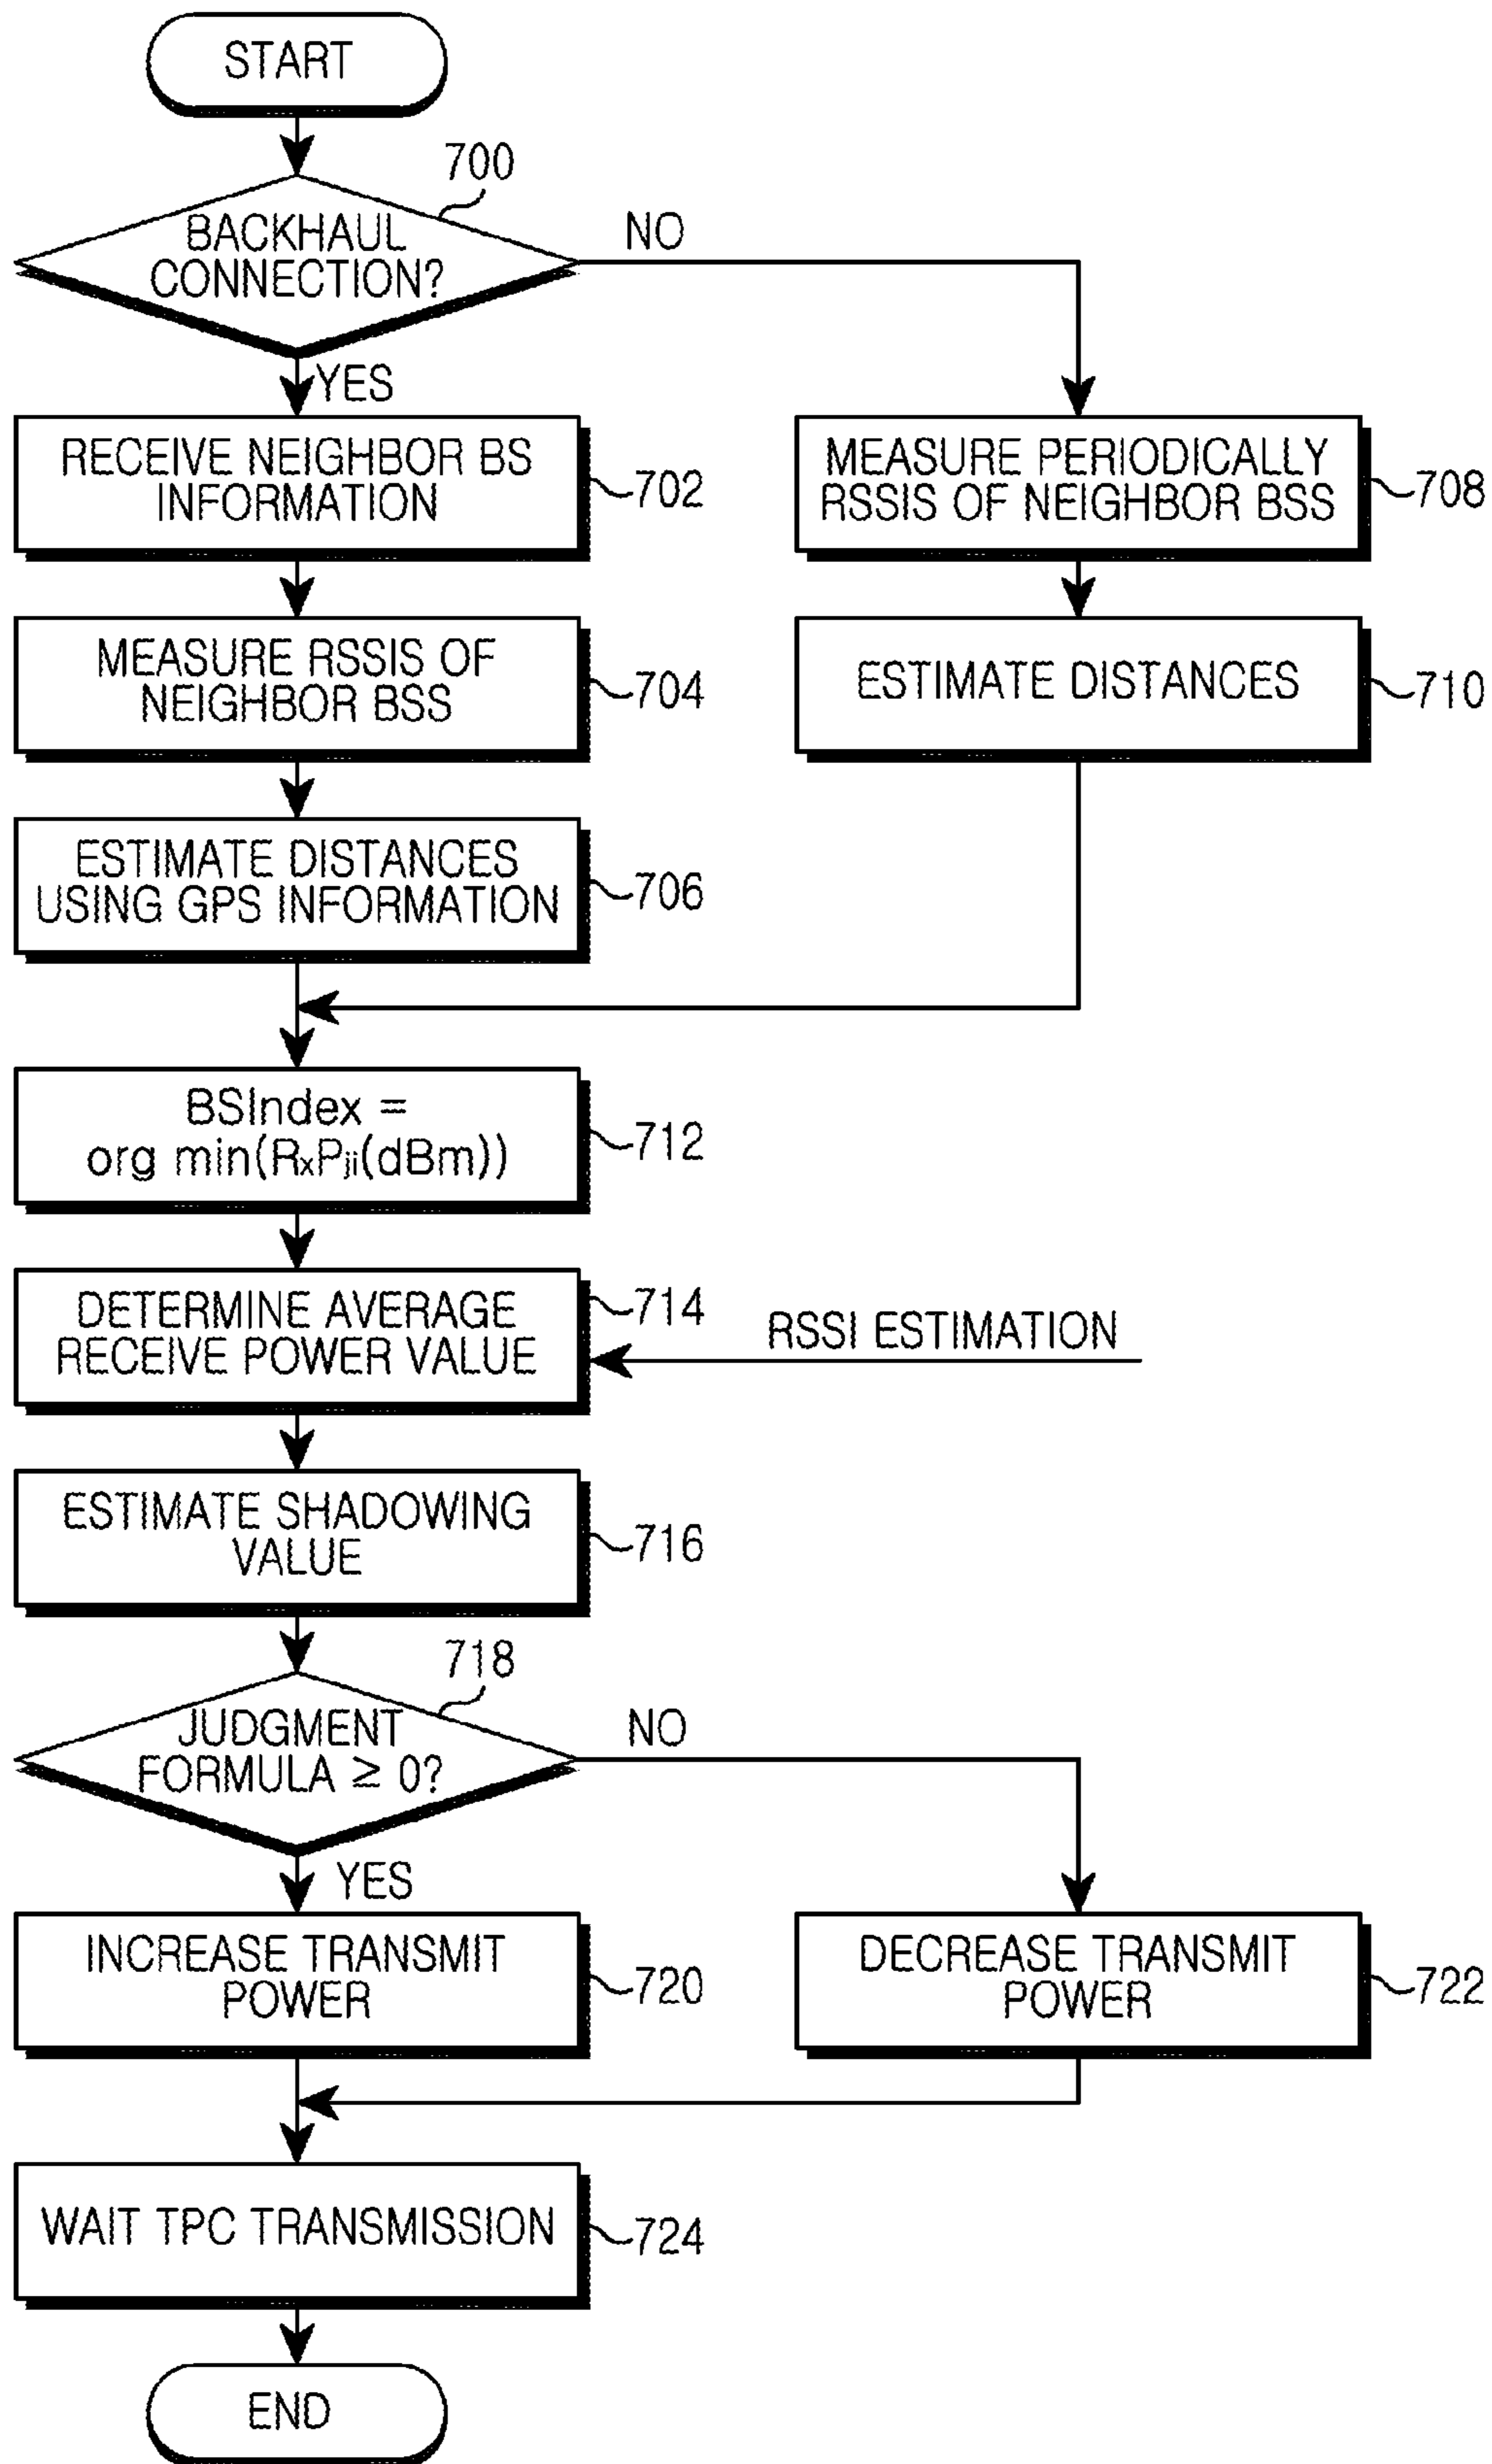 START
700
BACKHAUL
CONNECTION?
NO
YES
RECEIVE NEIGHBOR BS
INFORMATION
702
MEASURE PERIODICALLY
RSSIS OF NEIGHBOR BSS
708
MEASURE RSSIS OF
NEIGHBOR BSS
704
ESTIMATE DISTANCES
710
ESTIMATE DISTANCES
USING GPS INFORMATION
706
BSIndex =
org min(RxPji(dBm))
712
DETERMINE AVERAGE
RECEIVE POWER VALUE
714
RSSI ESTIMATION
ESTIMATE SHADOWING
VALUE
716
718
JUDGMENT
FORMULA ≥ 0?
NO
YES
INCREASE TRANSMIT
POWER
720
DECREASE TRANSMIT
POWER
722
WAIT TPC TRANSMISSION
724
END